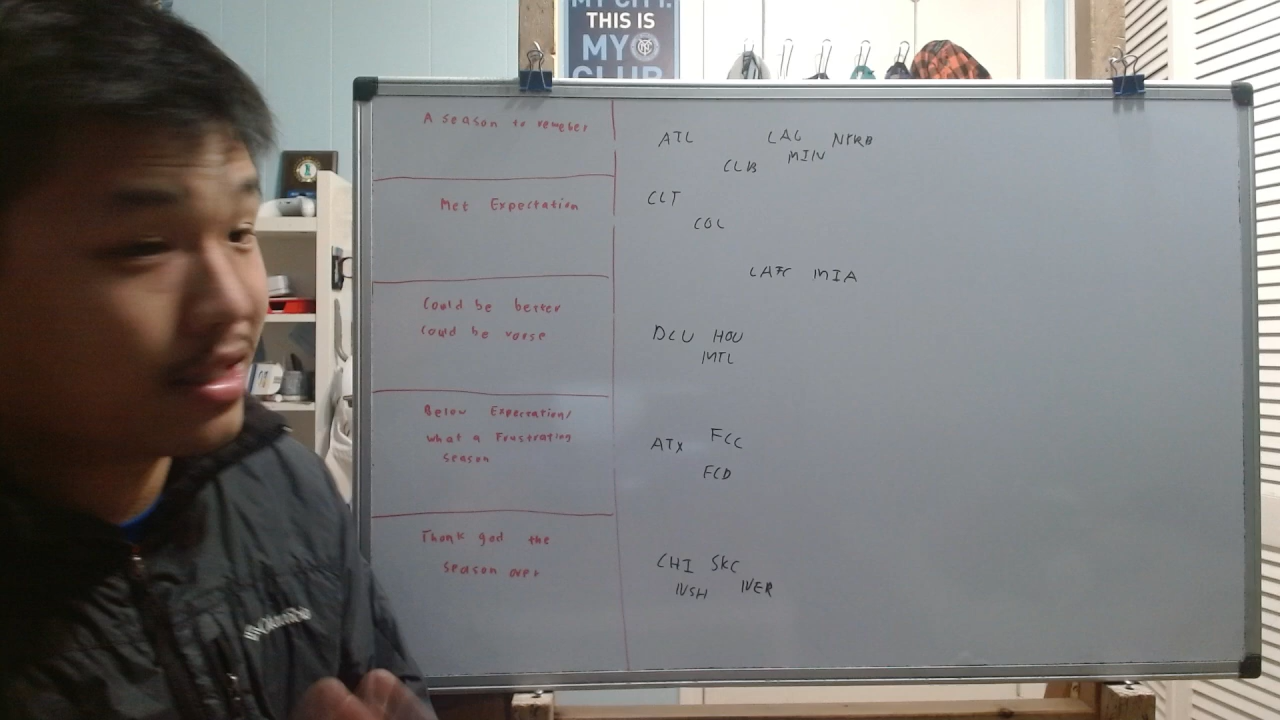 MY CITY.
THIS IS
MY
CLUB
A season to remeber
ATL LAG NYRB
CLB MIN
Met Expectation
CLT
COL
LAFC MIA
Could be better
Could be worse
DCU HOU
MTL
Below Expectation/
what a Frustrating
season
ATX FCC
FCD
Thank god the
season over
CHI SKC
NSH NER
Columbia